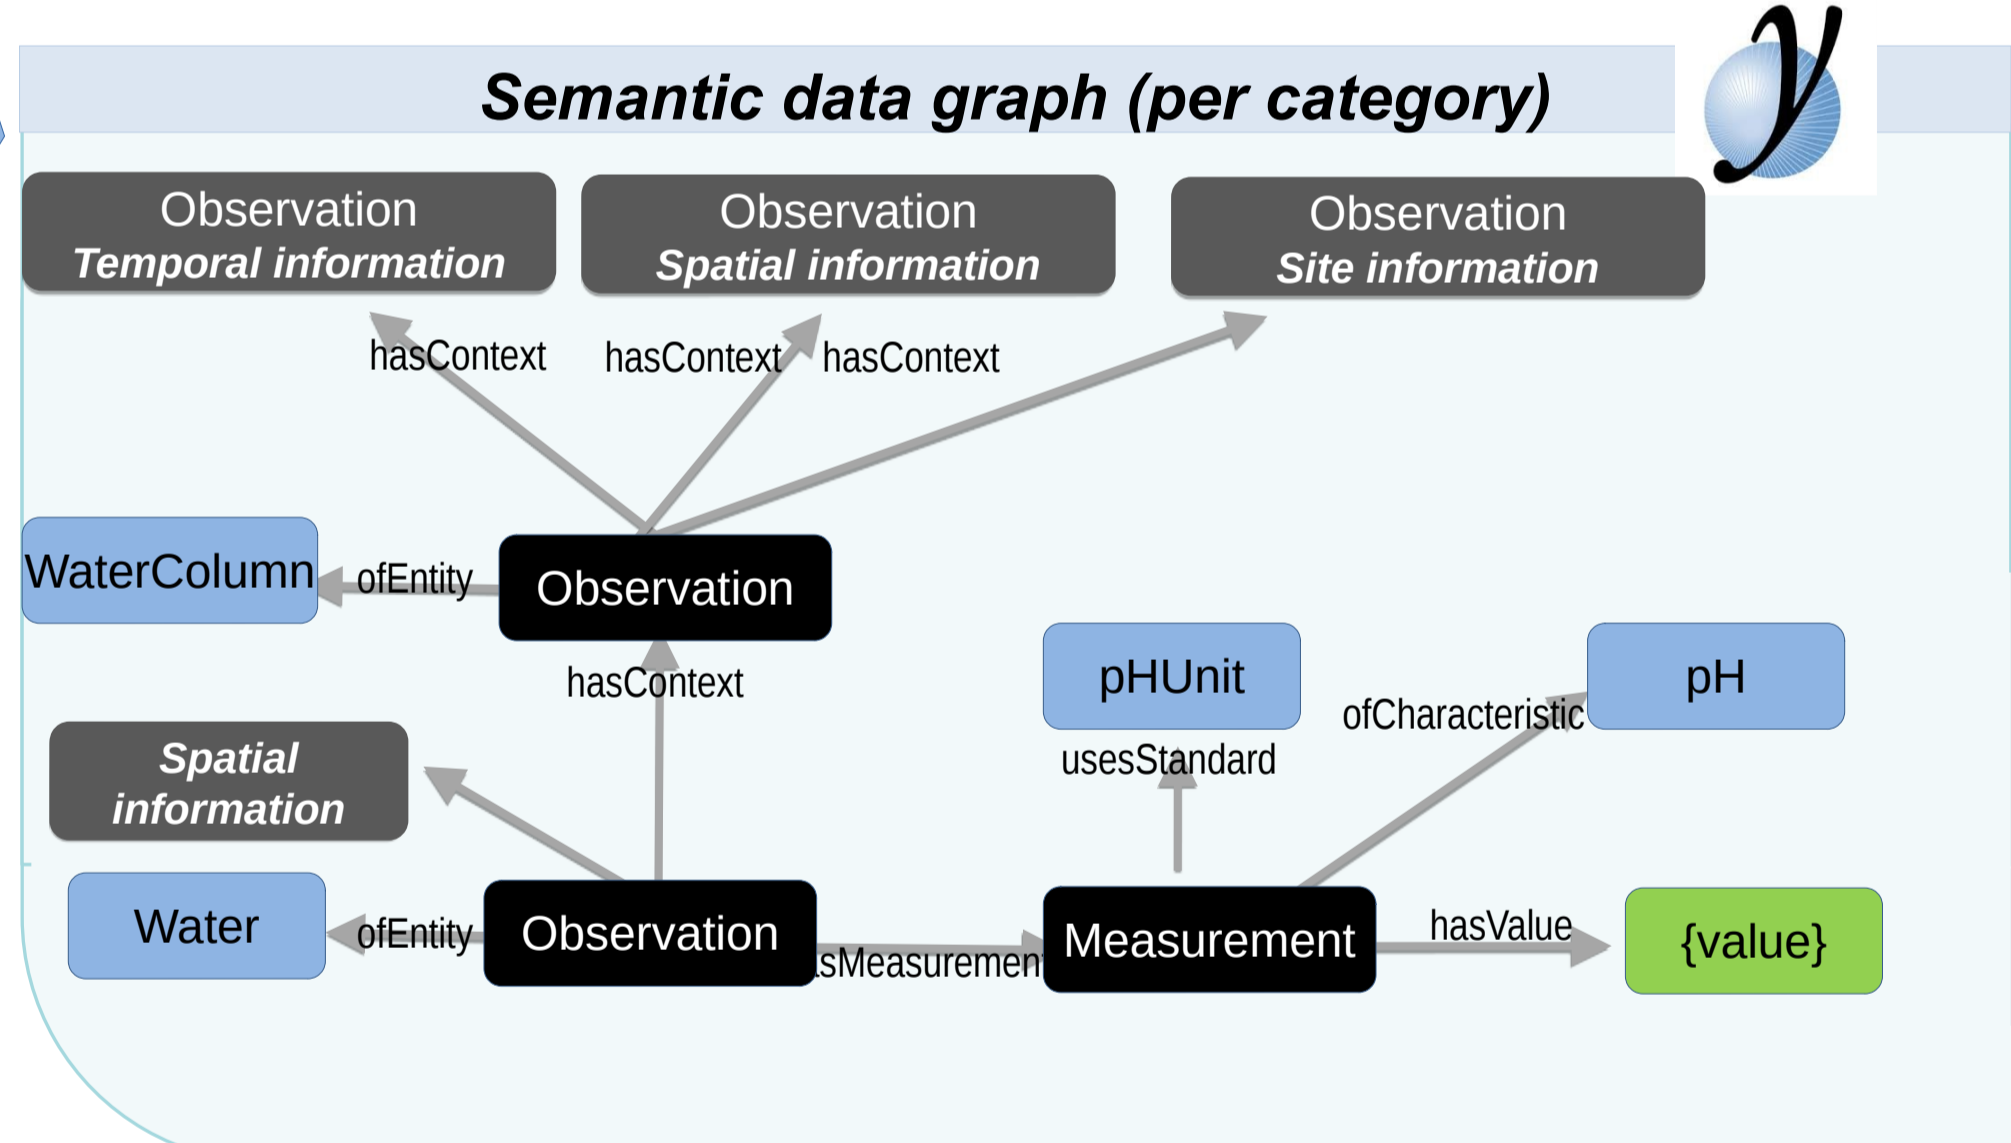 Semantic data graph (per category)
y
Observation
Temporal information
Observation
Spatial information
Observation
Site information
hasContext
hasContext
hasContext
WaterColumn
ofEntity
Observation
hasContext
pHUnit
pH
ofCharacteristic
usesStandard
Spatial
information
Water
ofEntity
Observation
asMeasurement
Measurement
hasValue
{value}